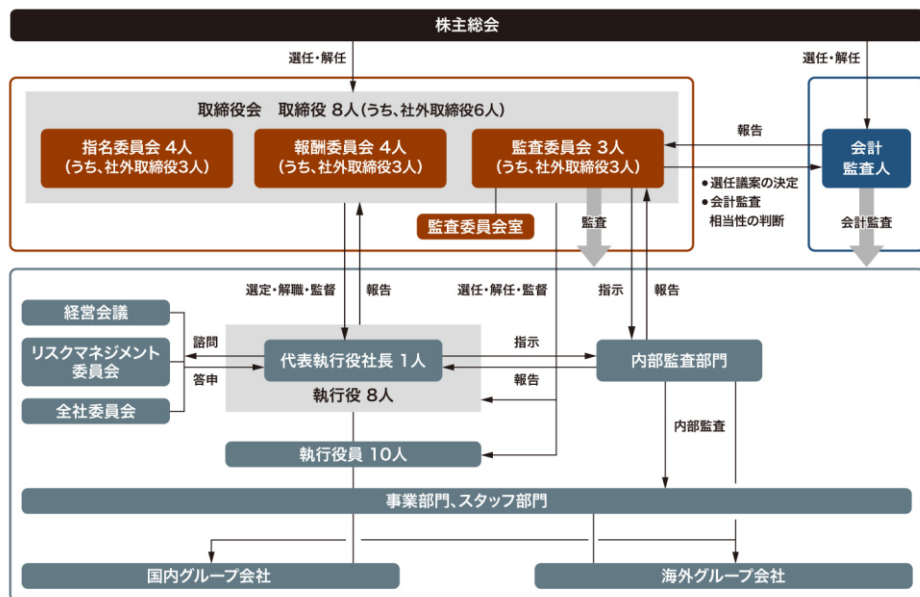 株主総会
選任・解任
選任・解任
取締役会 取締役 8人(うち、社外取締役6人)
指名委員会 4人
(うち、社外取締役3人)
報酬委員会 4人
(うち、社外取締役3人)
監査委員会 3人
(うち、社外取締役3人)
報告
会計
監査人
●選任議案の決定
●会計監査
相当性の判断
監査委員会室
監査
会計監査
選定・解職・監督
報告
選任・解任・監督
指示
報告
経営会議
リスクマネジメント
委員会
全社委員会
諮問
答申
代表執行役社長 1人
執行役 8人
指示
報告
内部監査部門
内部監査
執行役員 10人
事業部門、スタッフ部門
国内グループ会社
海外グループ会社